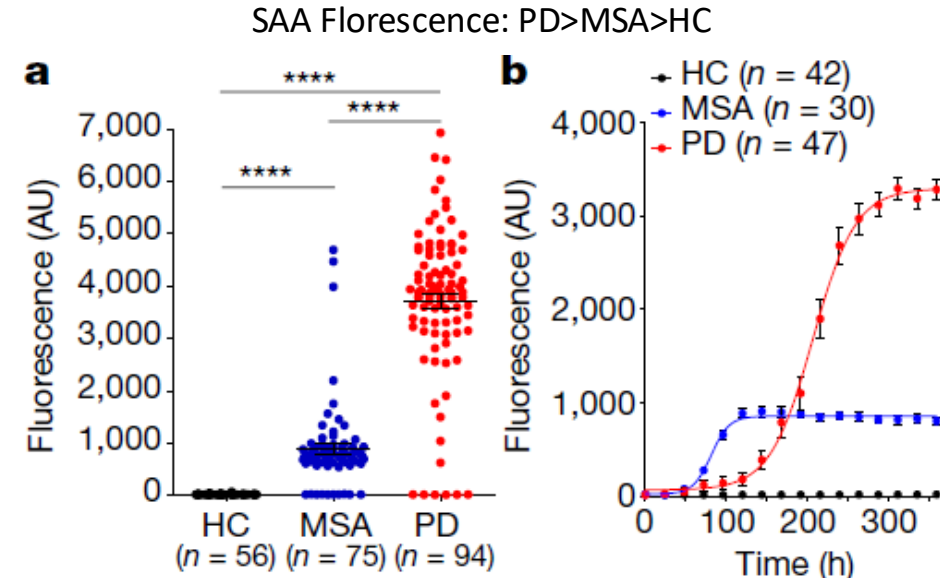 SAA Florescence: PD>MSA>HC
a
****
****
****
Fluorescence (AU)
7,000
6,000
5,000
4,000
3,000
2,000
1,000
0
HC MSA PD
(n = 56) (n = 75) (n = 94)
b
HC (n = 42)
MSA (n = 30)
PD (n = 47)
Fluorescence (AU)
4,000
3,000
2,000
1,000
0
0 100 200 300
Time (h)